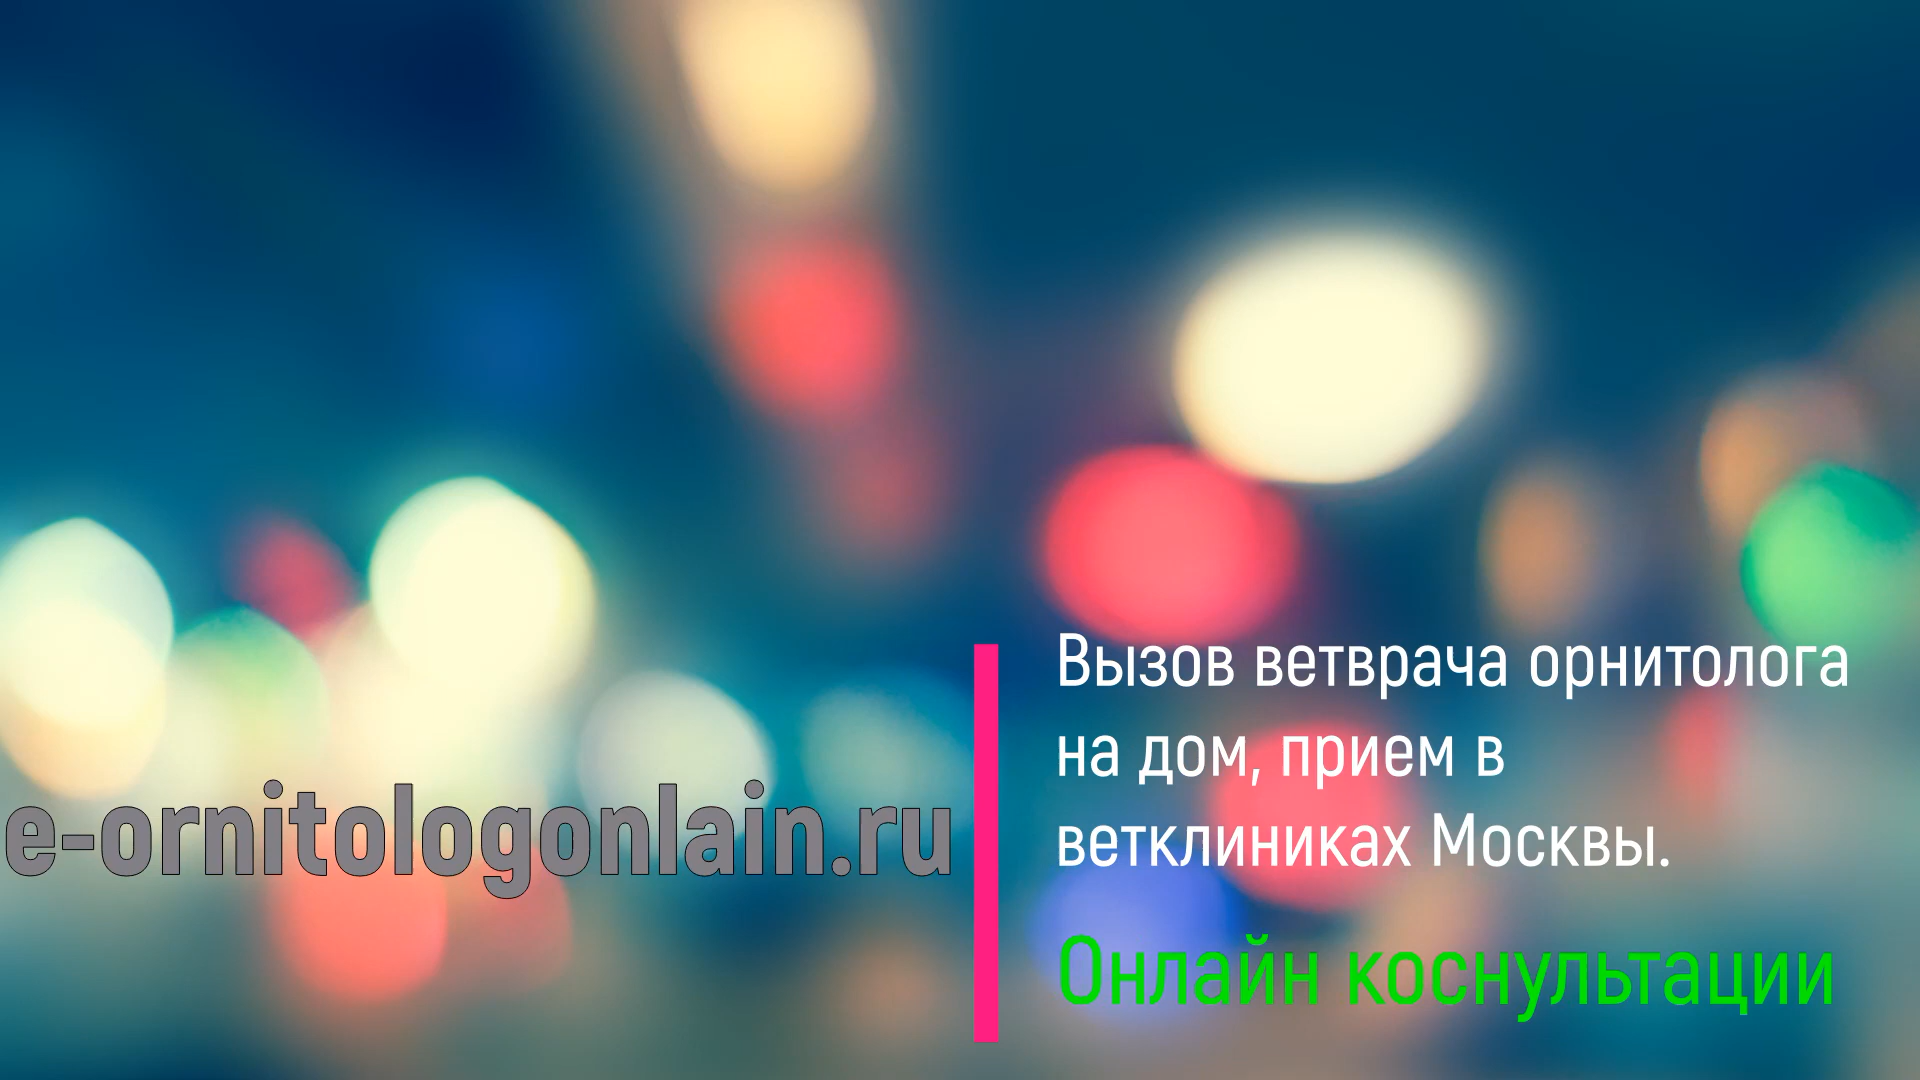 e-ornitologonlain.ru
Вызов ветврача орнитолога
на дом, прием в
ветклиниках Москвы.
Онлайн коснультации